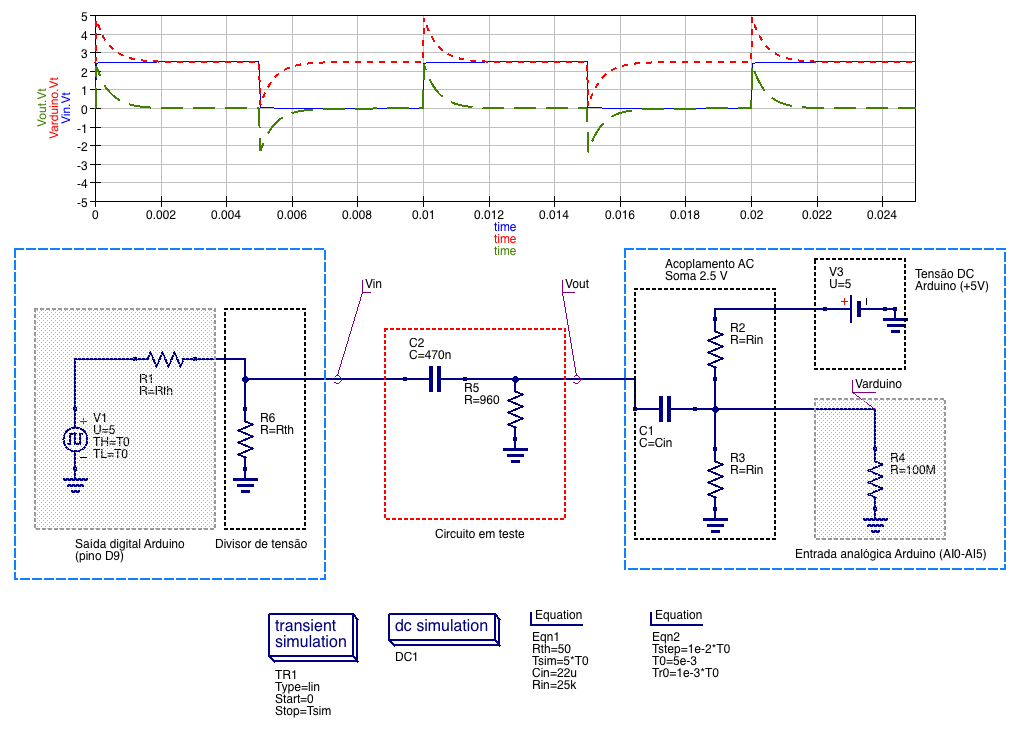 5
4
3
2
1
0
-1
-2
-3
-4
-5
Vout.Vt
Varduino.Vt
Vin.Vt
0
0.002
0.004
0.006
0.008
0.01
0.012
0.014
0.016
0.018
0.02
0.022
0.024
time
time
time
Vin
Vout
Acoplamento AC
Soma 2.5 V
V3
U=5
Tensão DC
Arduino (+5V)
+
R2
R=Rin
C2
C=470n
R1
R=Rth
R5
R=960
Varduino
V1
U=5
TH=T0
TL=T0
+
–
R6
R=Rth
C1
C=Cin
R3
R=Rin
R4
R=100M
Saída digital Arduino
(pino D9)
Divisor de tensão
Circuito em teste
Entrada analógica Arduino (AI0-AI5)
transient
simulation
TR1
Type=lin
Start=0
Stop=Tsim
dc simulation
DC1
Equation
Eqn1
Rth=50
Tsim=5*T0
Cin=22u
Rin=25k
Equation
Eqn2
Tstep=1e-2*T0
T0=5e-3
Tr0=1e-3*T0